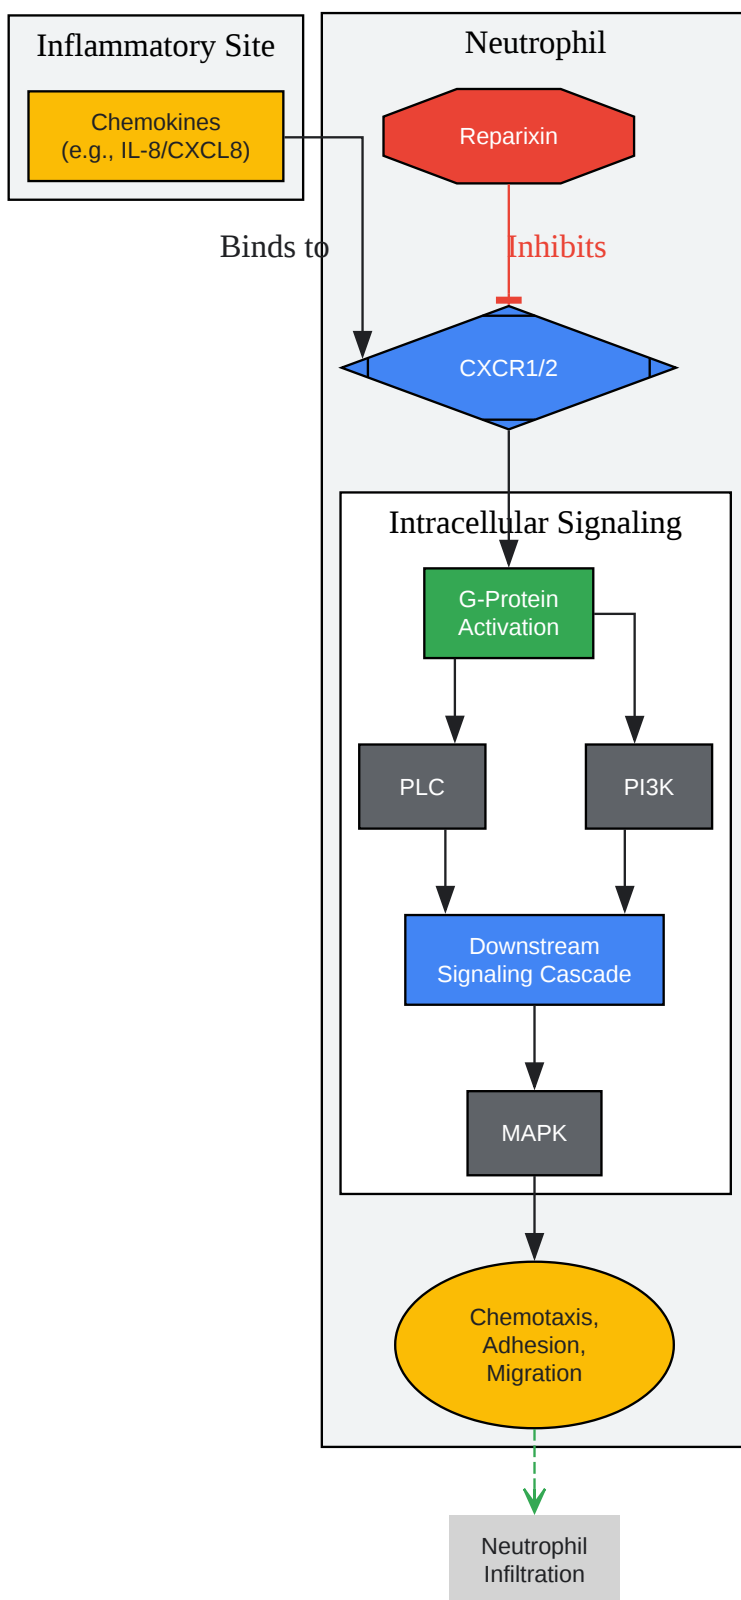 Inflammatory Site
Chemokines
(e.g., IL-8/CXCL8)
Neutrophil
Reparixin
Binds to
Inhibits
CXCR1/2
Intracellular Signaling
G-Protein
Activation
PLC
PI3K
Downstream
Signaling Cascade
MAPK
Chemotaxis,
Adhesion,
Migration
Neutrophil
Infiltration